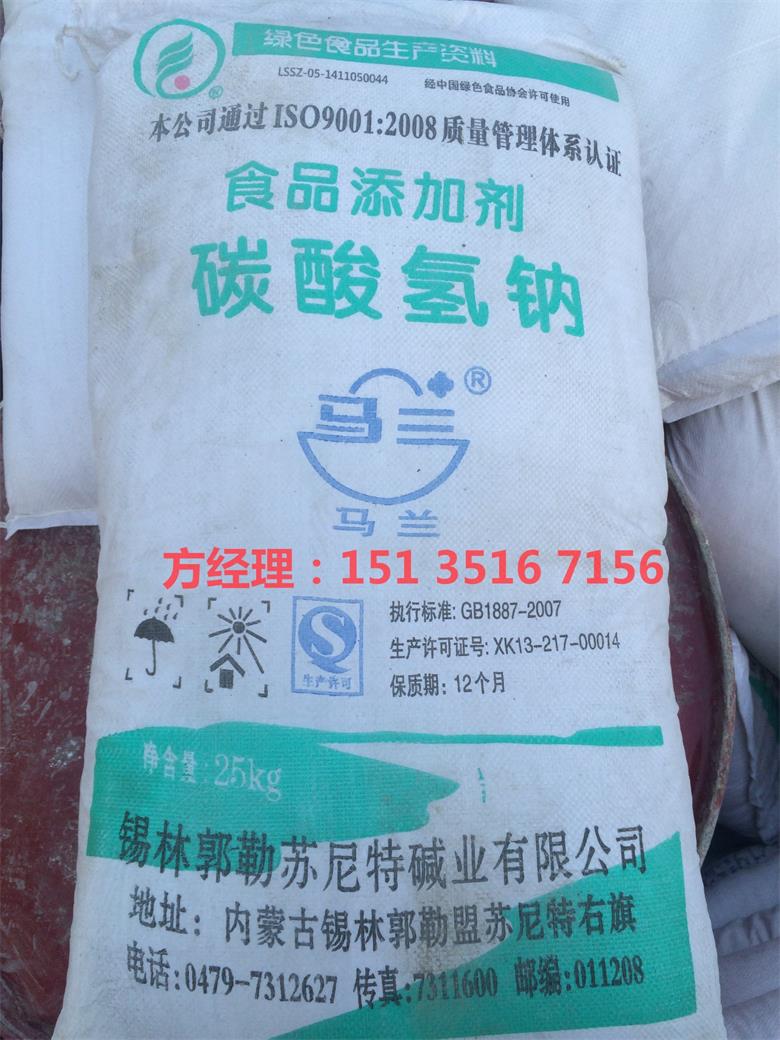 绿色食品生产资料
LSSZ-05-1411050044 经中国绿色食品协会许可使用
本公司通过ISO9001:2008质量管理体系认证
食品添加剂
碳酸氢钠
马兰®
马兰
方经理：151 3516 7156
执行标准: GB1887-2007
生产许可证号: XK13-217-00014
保质期: 12个月
生产许可
净含量:25kg
锡林郭勒苏尼特碱业有限公司
地址: 内蒙古锡林郭勒盟苏尼特右旗
电话:0479-7312627 传真:7311600 邮编:011208